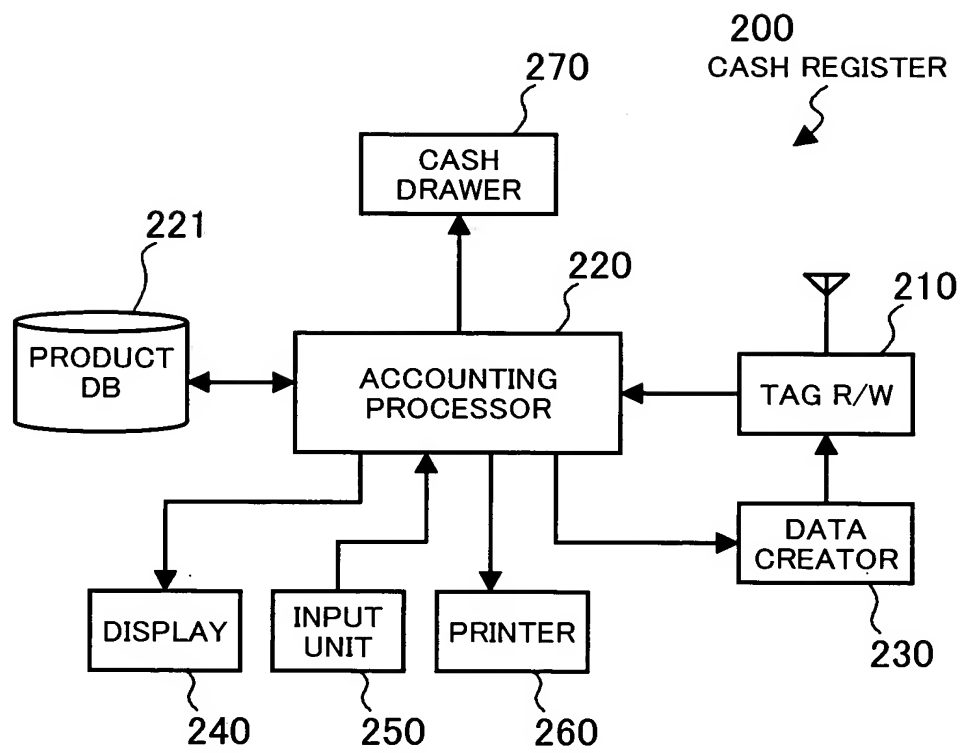 200
CASH REGISTER
270
CASH
DRAWER
221
PRODUCT
DB
220
ACCOUNTING
PROCESSOR
210
TAG R/W
DATA
CREATOR
230
DISPLAY
240
INPUT
UNIT
250
PRINTER
260